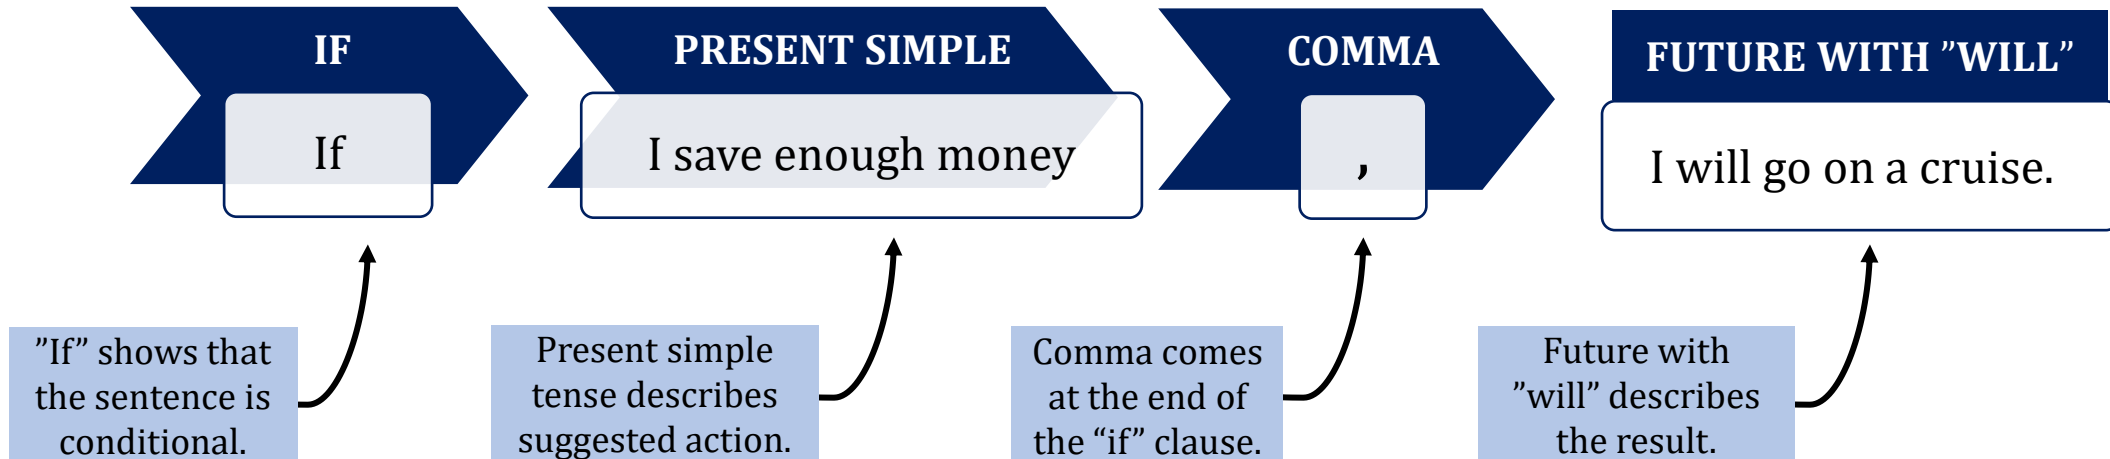 IF
PRESENT SIMPLE
COMMA
FUTURE WITH ”WILL”
If
I save enough money
,
I will go on a cruise.
”If” shows that
the sentence is
conditional.
Present simple
tense describes
suggested action.
Comma comes
at the end of
the “if” clause.
Future with
”will” describes
the result.